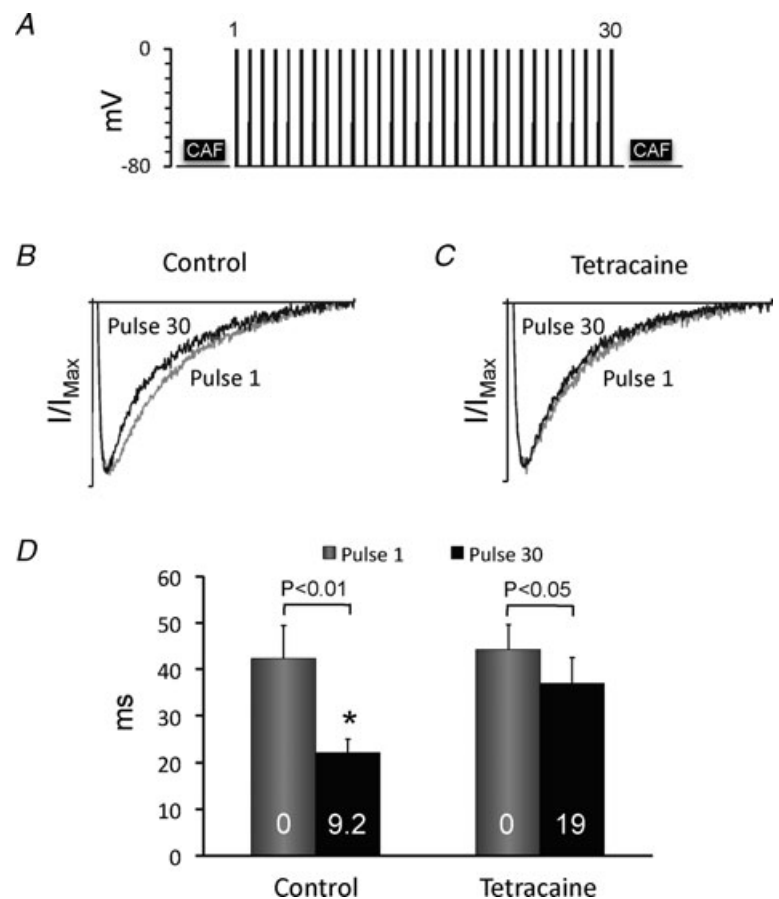 A
1 30
0
mV
-80
CAF CAF
B Control
C Tetracaine
Pulse 30
Pulse 1
I/IMax
Pulse 30
Pulse 1
I/IMax
D
Pulse 1 Pulse 30
60
50
40
30
20
10
0
ms
P<0.01
P<0.05
*
0 9.2 0 19
Control Tetracaine